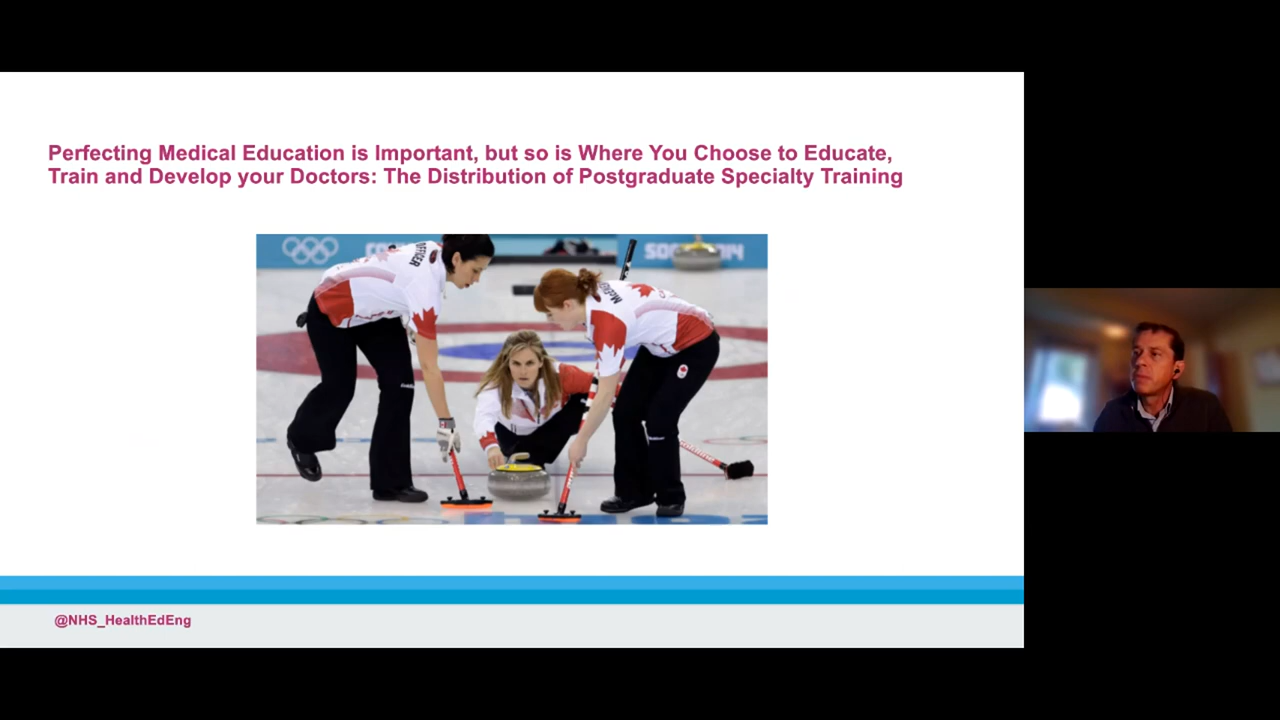 Perfecting Medical Education is Important, but so is Where You Choose to Educate,
Train and Develop your Doctors: The Distribution of Postgraduate Specialty Training
@NHS_HealthEdEng